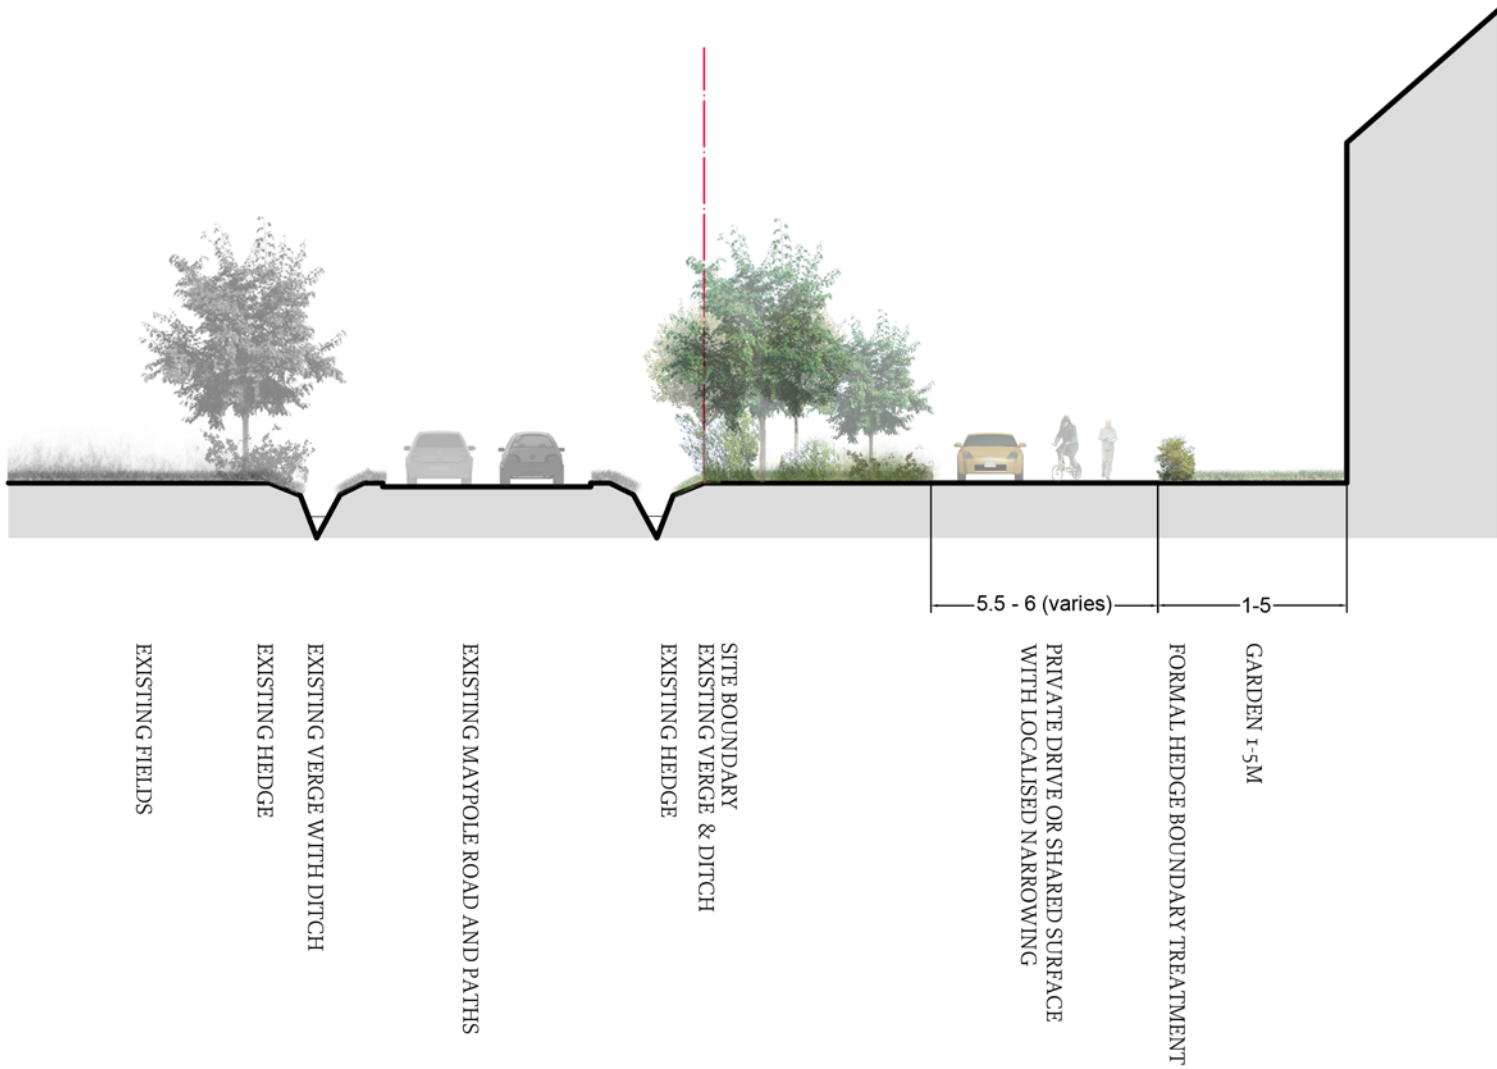 5.5 - 6 (varies)
1-5
EXISTING FIELDS
EXISTING HEDGE
EXISTING VERGE WITH DITCH
EXISTING MAYPOLE ROAD AND PATHS
SITE BOUNDARY
EXISTING VERGE & DITCH
EXISTING HEDGE
PRIVATE DRIVE OR SHARED SURFACE
WITH LOCALISED NARROWING
FORMAL HEDGE BOUNDARY TREATMENT
GARDEN 1-5M